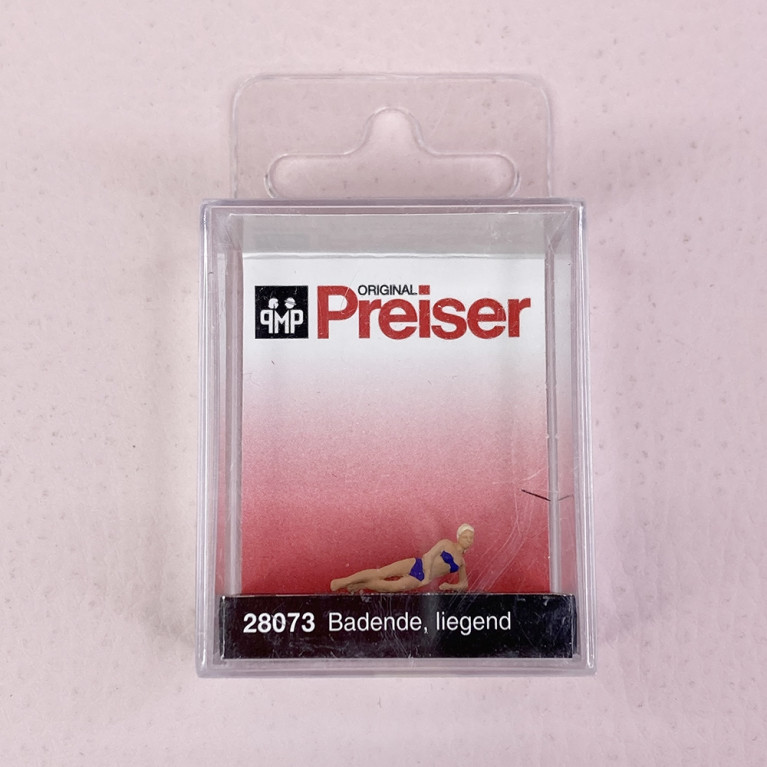 ORIGINAL
PMP Preiser
28073 Badende, liegend